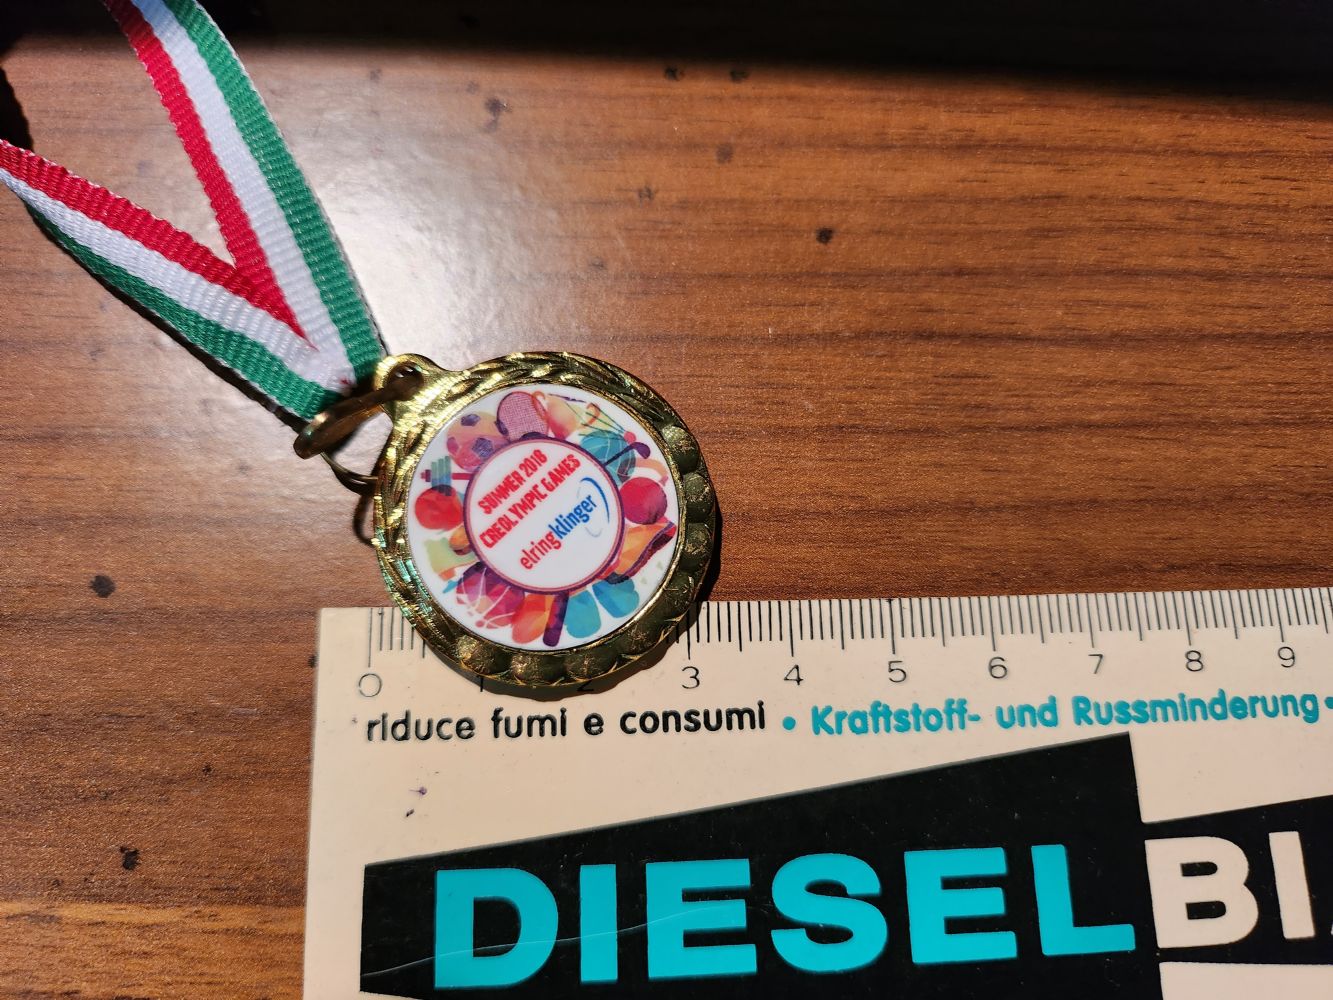 SUMMER 2018
CREOLYMPIC GAMES
elringklinger
0 1 2 3 4 5 6 7 8 9
riduce fumi e consumi • Kraftstoff- und Russminderung •
DIESEL